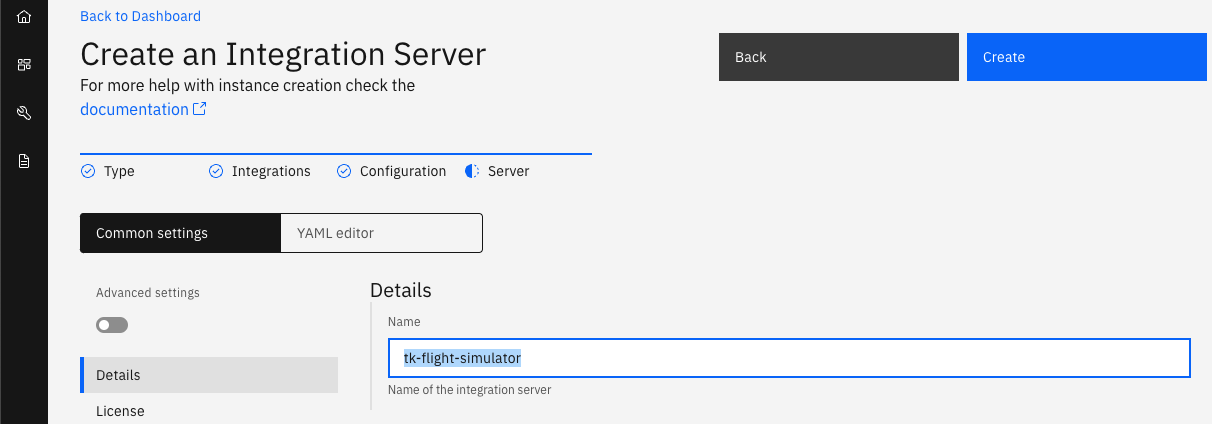 Back to Dashboard
Create an Integration Server
For more help with instance creation check the
documentation
Back
Create
Type
Integrations
Configuration
Server
Common settings
YAML editor
Advanced settings
Details
License
Details
Name
tk-flight-simulator
Name of the integration server